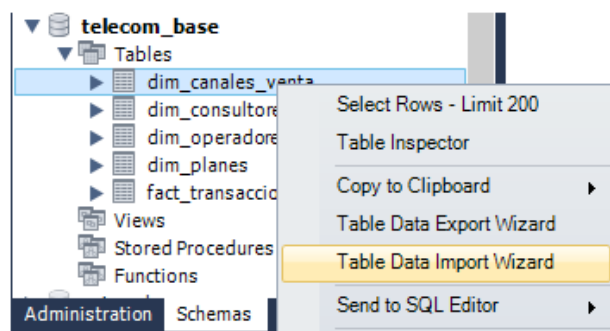 telecom_base
Tables
dim_canales_venta
Select Rows - Limit 200
dim_consultore
Table Inspector
dim_operadore
dim_planes
Copy to Clipboard
fact_transaccio
Table Data Export Wizard
Views
Stored Procedures
Table Data Import Wizard
Functions
Send to SQL Editor
Administration Schemas